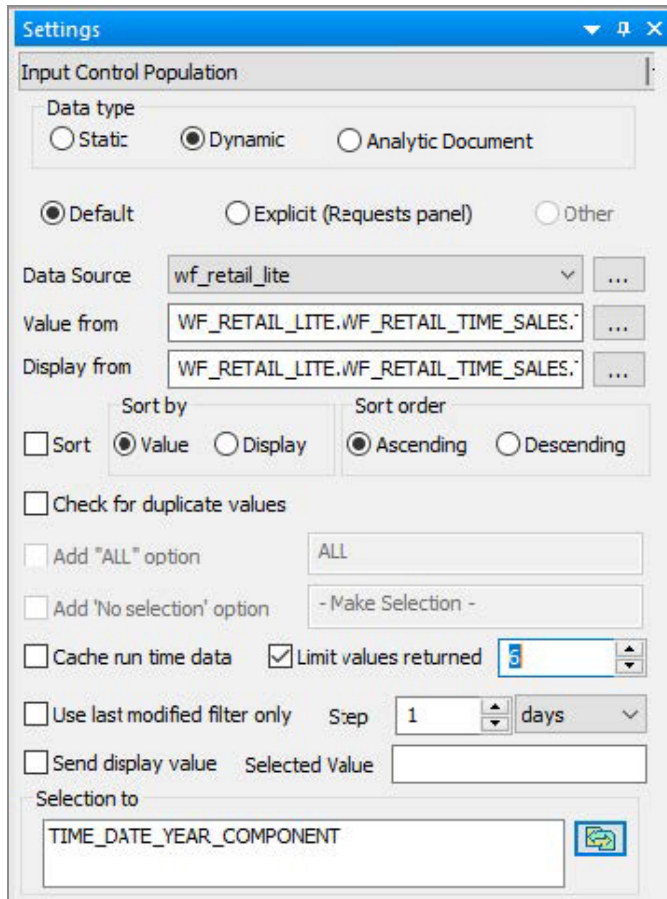 Settings
Input Control Population
Data type
Static Dynamic Analytic Document
Default Explicit (Requests panel) Other
Data Source wf_retail_lite ...
Value from WF_RETAIL_LITE.WF_RETAIL_TIME_SALES. ...
Display from WF_RETAIL_LITE.WF_RETAIL_TIME_SALES. ...
Sort by Sort order
Sort Value Display Ascending Descending
Check for duplicate values
Add "ALL" option ALL
Add 'No selection' option - Make Selection -
Cache run time data Limit values returned 6
Use last modified filter only Step 1 days
Send display value Selected Value
Selection to
TIME_DATE_YEAR_COMPONENT